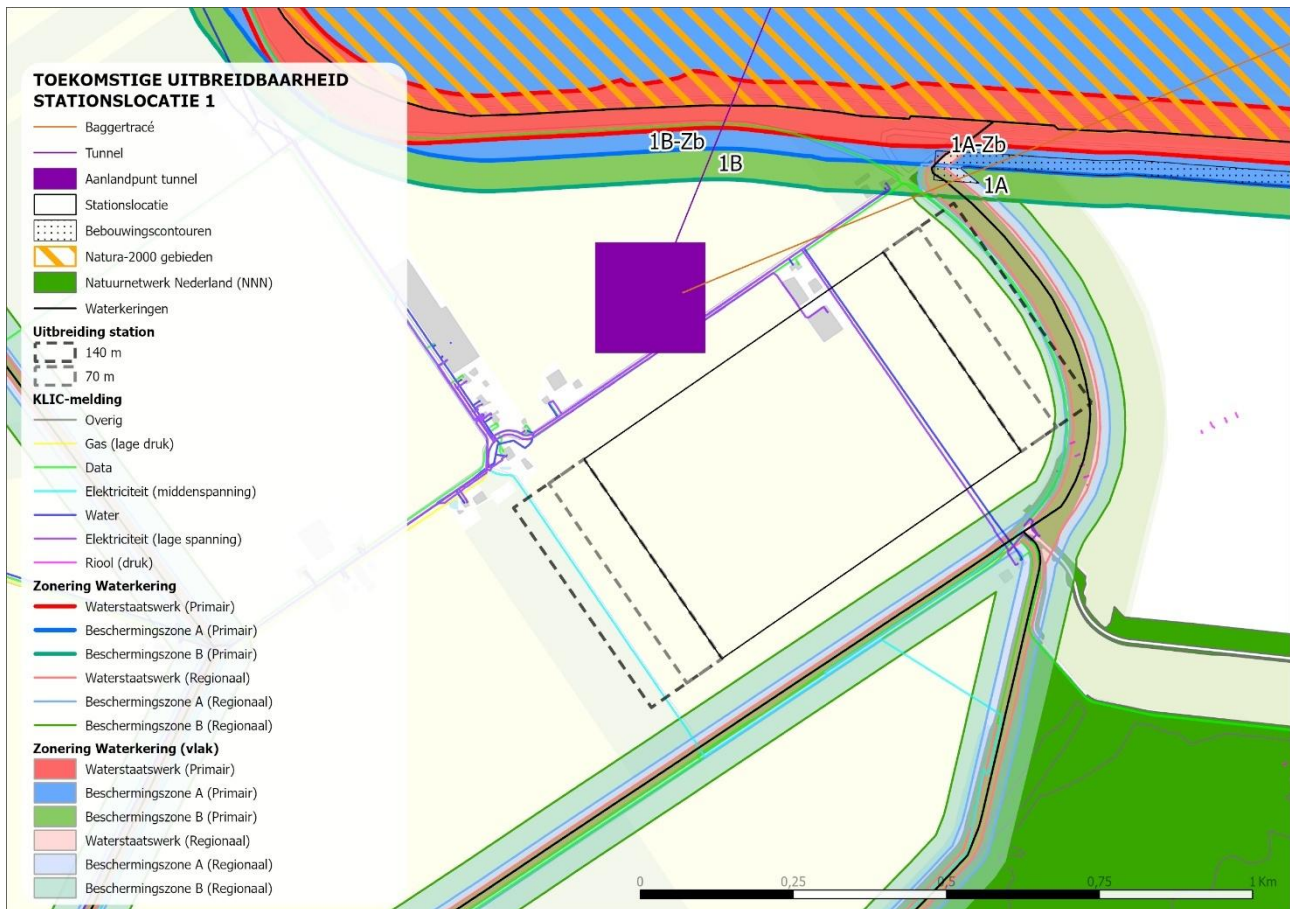 TOEKOMSTIGE UITBREIDBAARHEID
STATIONSLOCATIE 1
Baggertracé
Tunnel
Aanlandpunt tunnel
Stationslocatie
Bebouwingscontouren
Natura-2000 gebieden
Natuurnetwerk Nederland (NNN)
Waterkeringen
Uitbreiding station
140 m
70 m
KLIC-melding
Overig
Gas (lage druk)
Data
Elektriciteit (middenspanning)
Water
Elektriciteit (lage spanning)
Riool (druk)
Zonering Waterkering
Waterstaatswerk (Primair)
Beschermingszone A (Primair)
Beschermingszone B (Primair)
Waterstaatswerk (Regionaal)
Beschermingszone A (Regionaal)
Beschermingszone B (Regionaal)
Zonering Waterkering (vlak)
Waterstaatswerk (Primair)
Beschermingszone A (Primair)
Beschermingszone B (Primair)
Waterstaatswerk (Regionaal)
Beschermingszone A (Regionaal)
Beschermingszone B (Regionaal)
1B-Zb
1B
1A-Zb
1A
0 0,25 0,5 0,75 1 Km